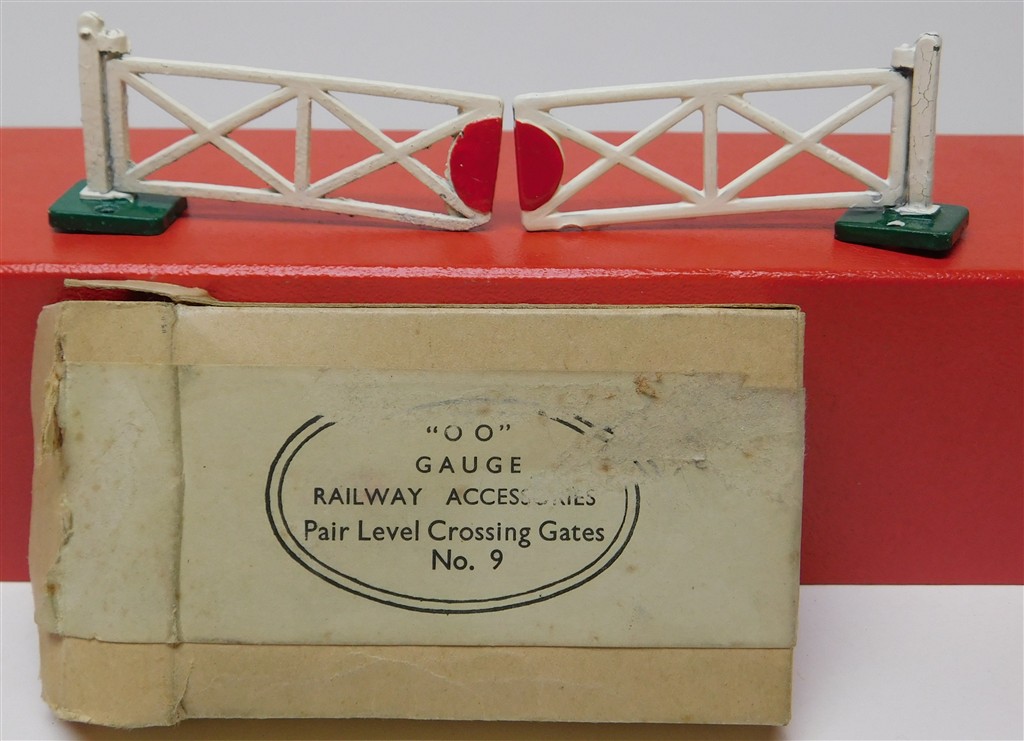 "OO"
GAUGE
RAILWAY ACCESSORIES
Pair Level Crossing Gates
No. 9